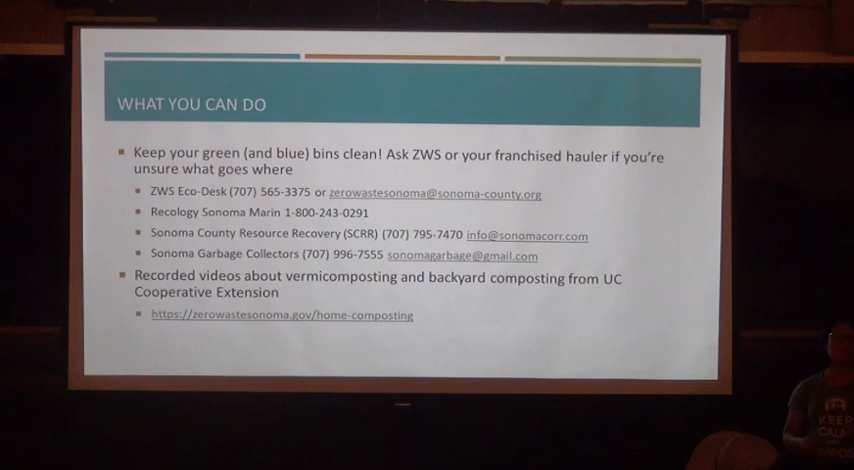 WHAT YOU CAN DO
Keep your green (and blue) bins clean! Ask ZWS or your franchised hauler if you're
unsure what goes where
ZWS Eco-Desk (707) 565-3375 or zerowastesonoma@sonoma-county.org
Recology Sonoma Marin 1-800-243-0291
Sonoma County Resource Recovery (SCRR) (707) 795-7470 info@sonomacorr.com
Sonoma Garbage Collectors (707) 996-7555 sonomagarbage@gmail.com
Recorded videos about vermicomposting and backyard composting from UC
Cooperative Extension
https://zerowastesonoma.gov/home-composting
KEEP